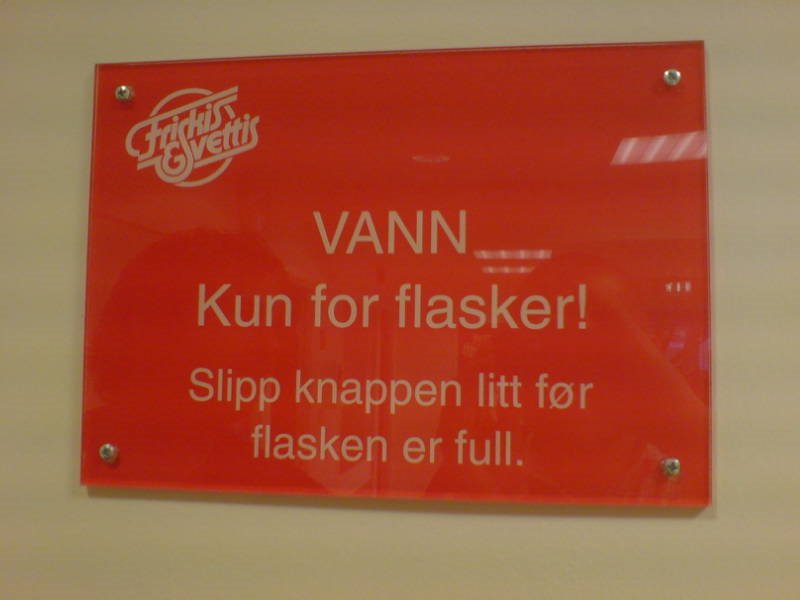 Friskis
&Svettis
VANN
Kun for flasker!
Slipp knappen litt før
flasken er full.